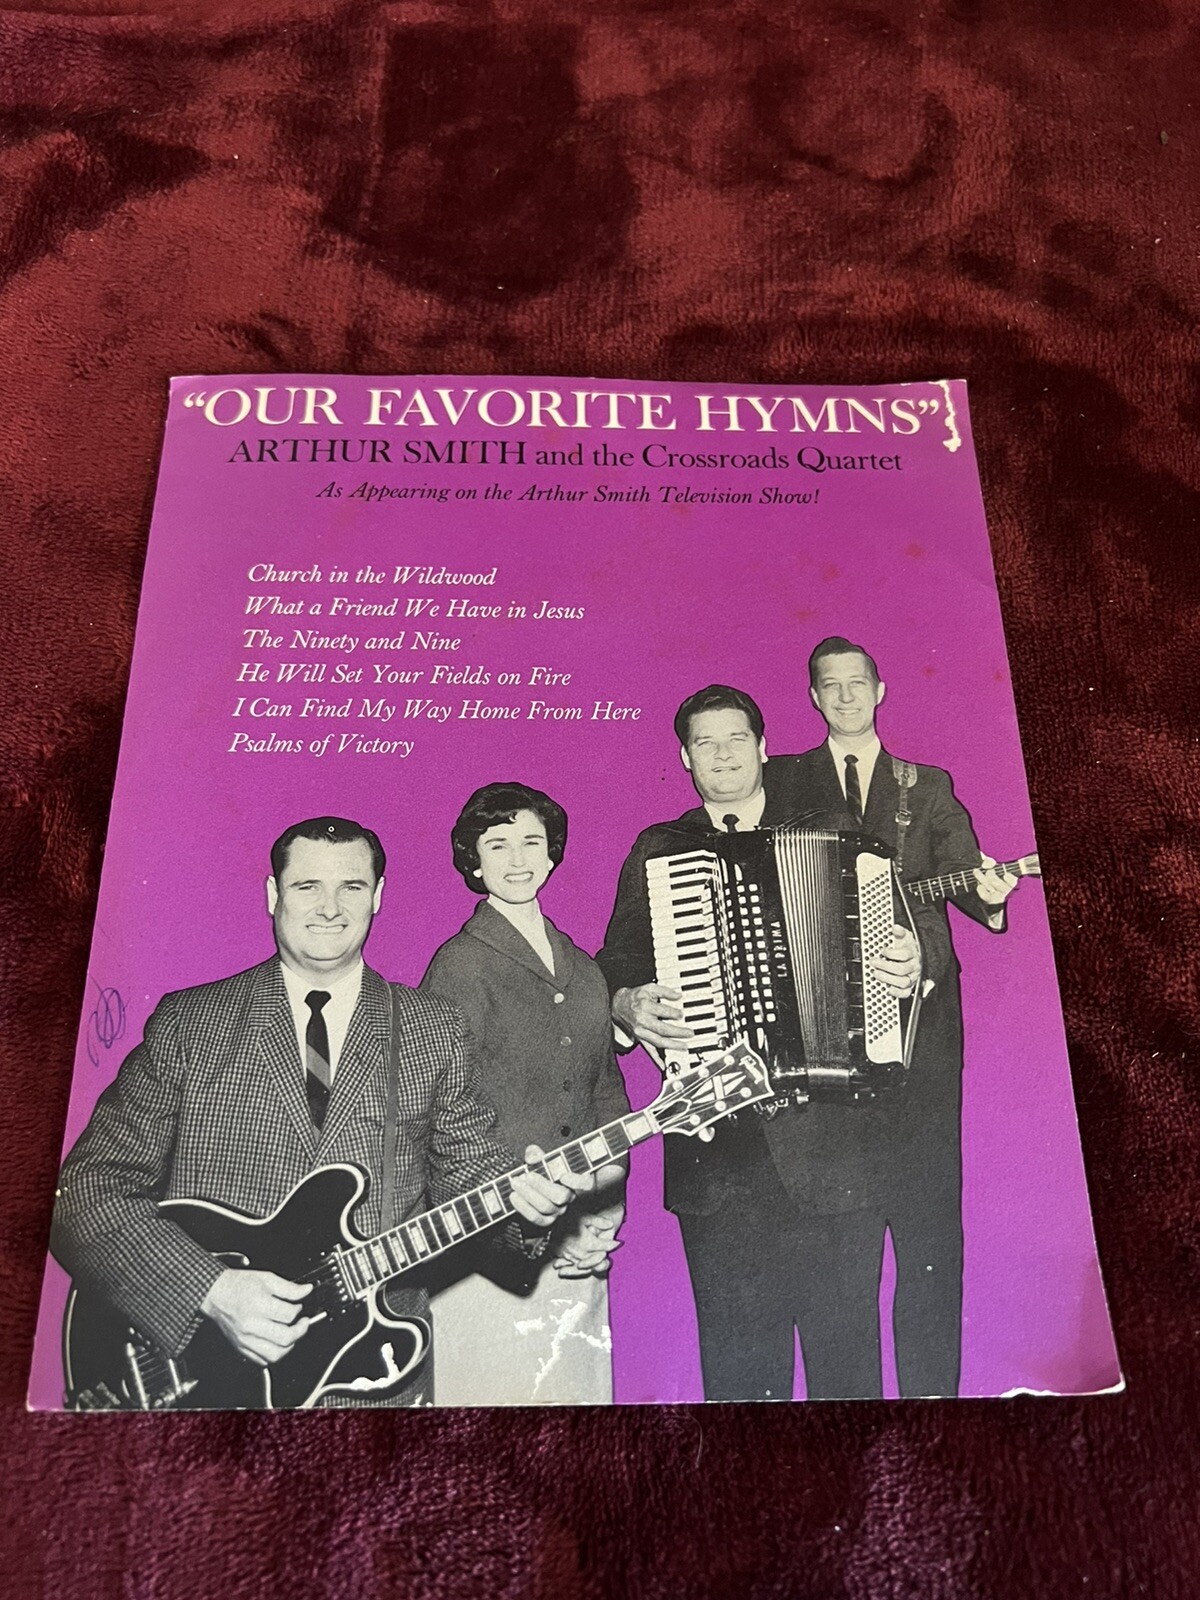 “OUR FAVORITE HYMNS”
ARTHUR SMITH and the Crossroads Quartet
As Appearing on the Arthur Smith Television Show!
Church in the Wildwood
What a Friend We Have in Jesus
The Ninety and Nine
He Will Set Your Fields on Fire
I Can Find My Way Home From Here
Psalms of Victory
LA PRIMA
Gibson